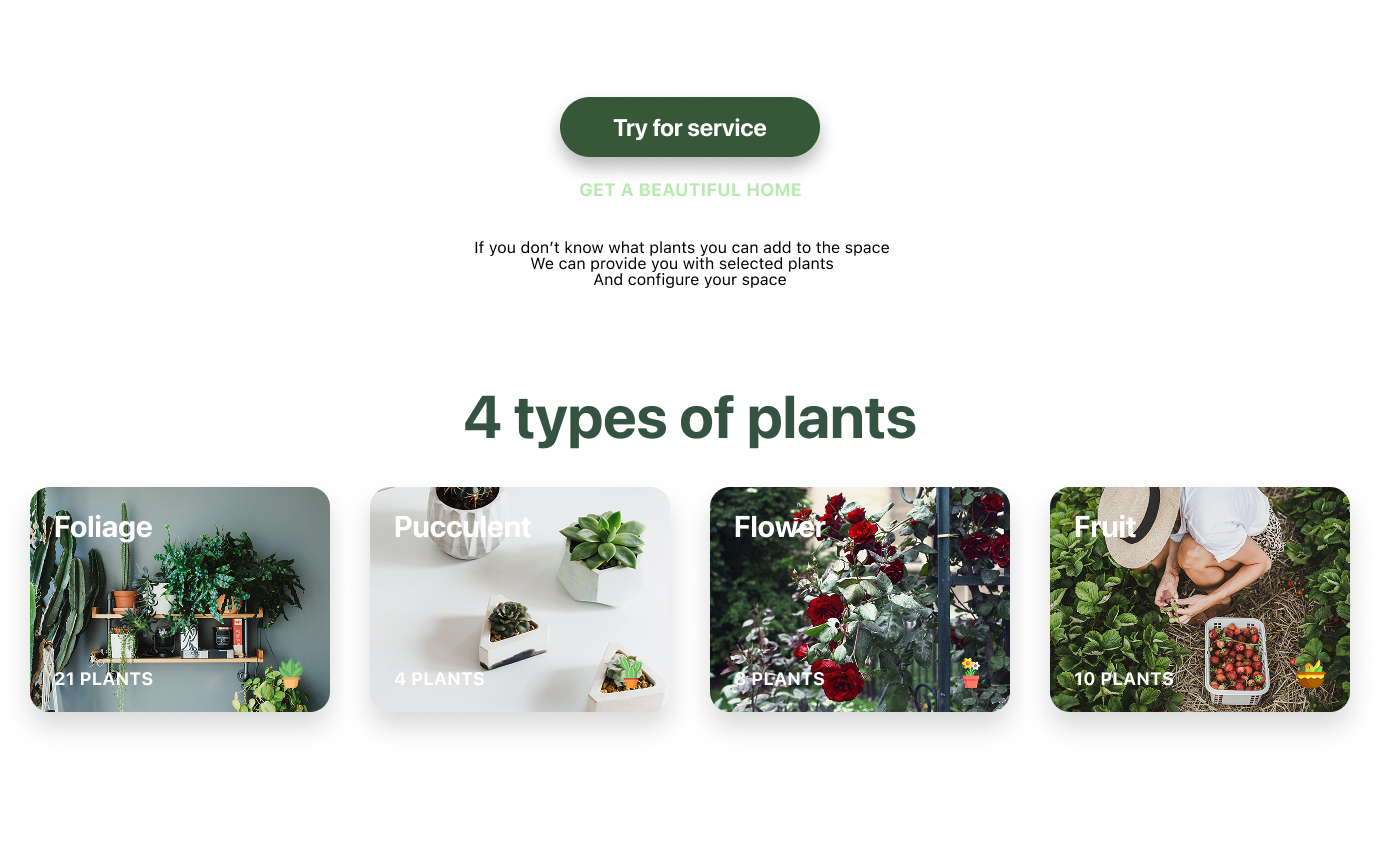 Try for service
GET A BEAUTIFUL HOME
If you don’t know what plants you can add to the space
We can provide you with selected plants
And configure your space
4 types of plants
Foliage
21 PLANTS
Pucculent
4 PLANTS
Flower
8 PLANTS
Fruit
10 PLANTS